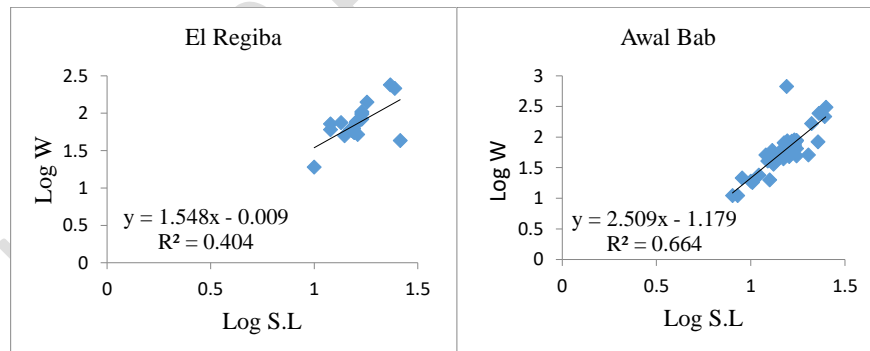 El Regiba
2.5
2
1.5
1
0.5
0
Log W
y = 1.548x - 0.009
R² = 0.404
0
0.5
1
1.5
Log S.L
Awal Bab
3
2.5
2
1.5
1
0.5
0
Log W
y = 2.509x - 1.179
R² = 0.664
0
0.5
1
1.5
Log S.L